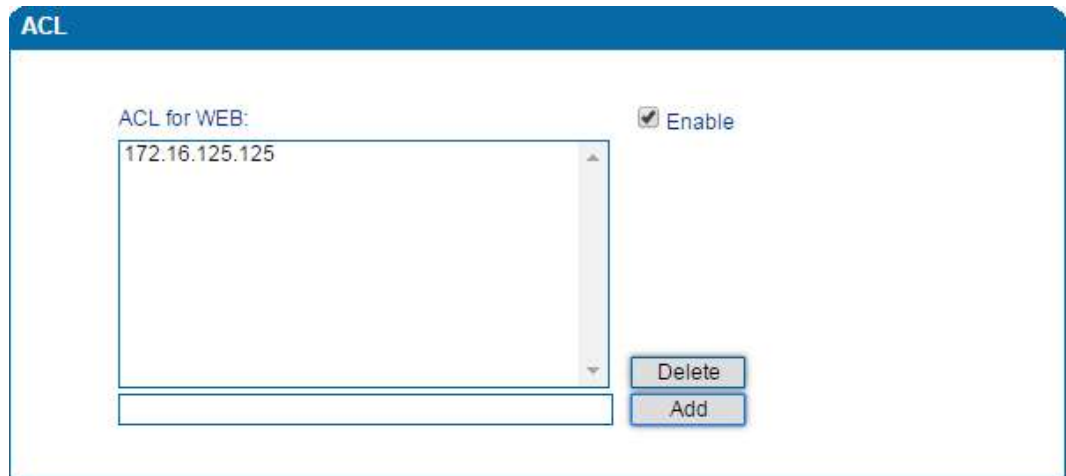 ACL
ACL for WEB:
Enable
172.16.125.125
Delete
Add